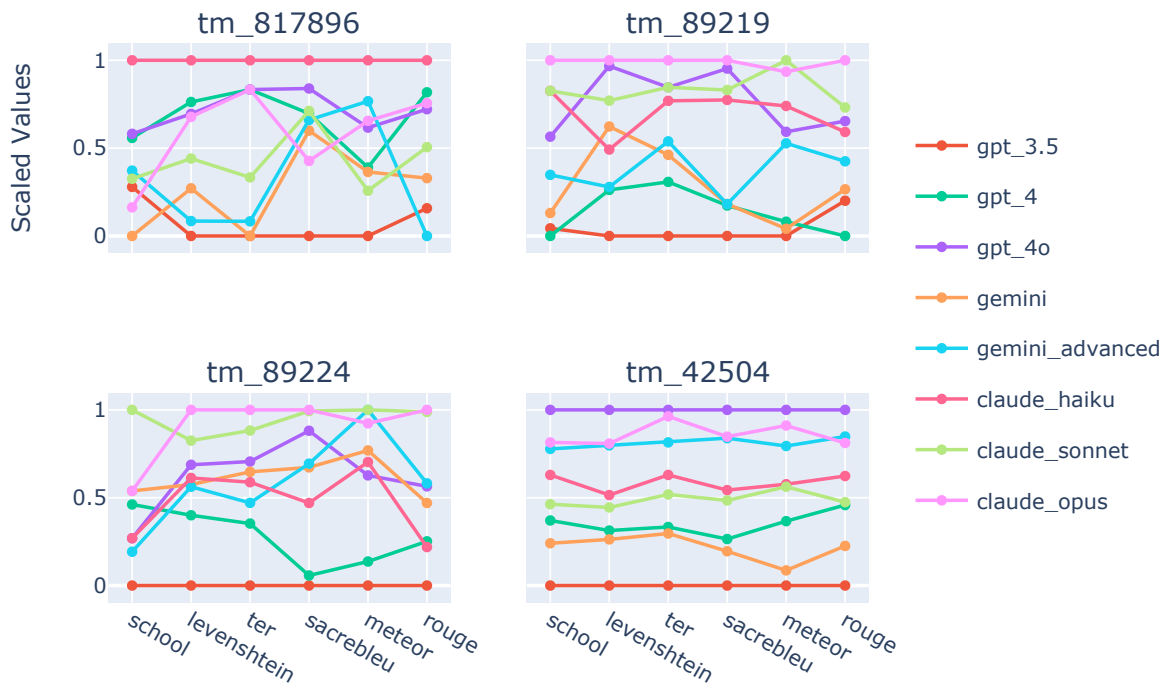 tm_817896
tm_89219
Scaled Values
1
0.5
0
tm_89224
tm_42504
1
0.5
0
school
levenshtein
ter
sacrebleu
meteor
rouge
school
levenshtein
ter
sacrebleu
meteor
rouge
gpt_3.5
gpt_4
gpt_4o
gemini
gemini_advanced
claude_haiku
claude_sonnet
claude_opus